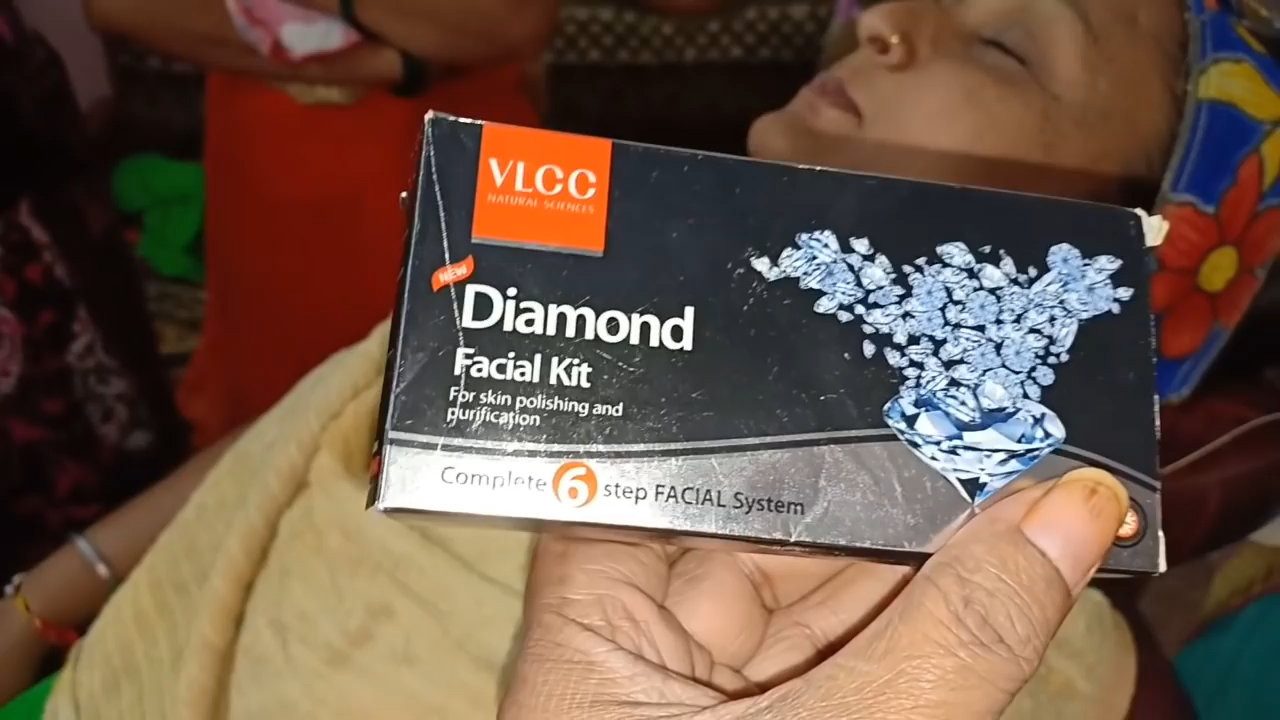 VLCC
NATURAL SCIENCES
NEW
Diamond
Facial Kit
For skin polishing and
purification
Complete 6 step FACIAL System